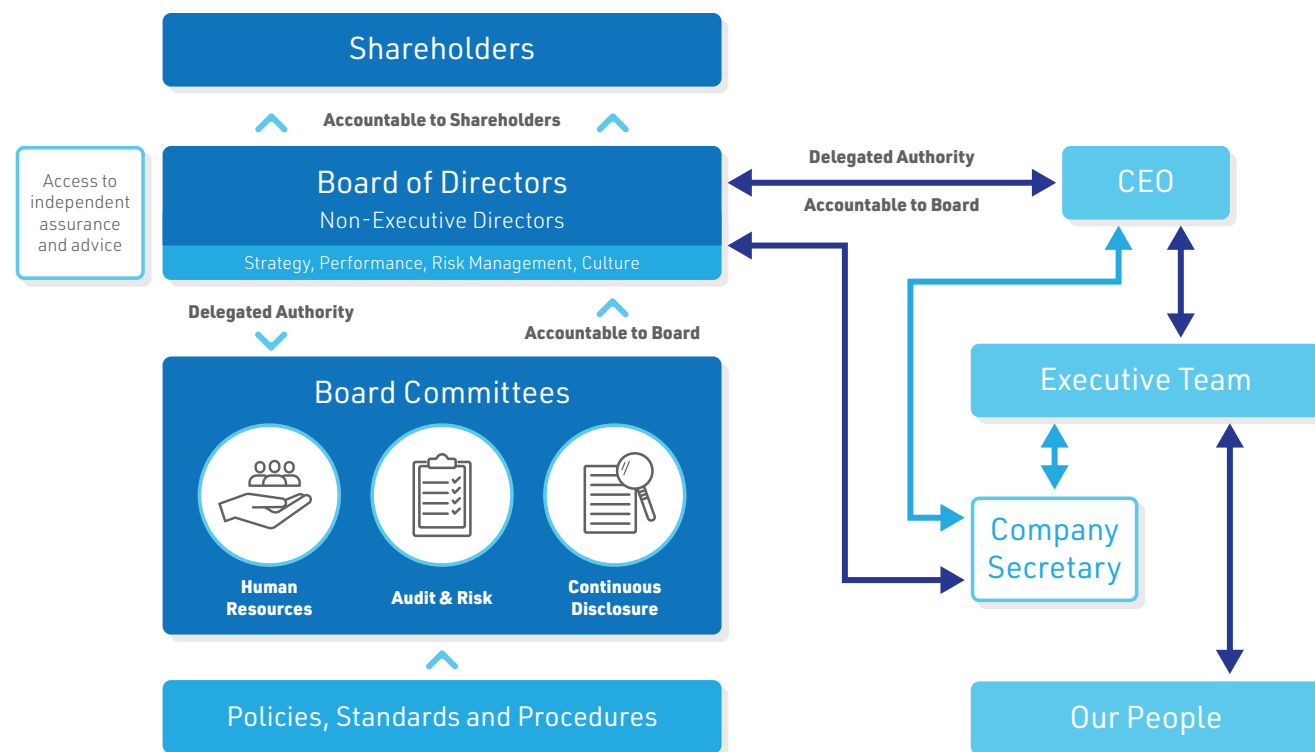 Shareholders
Accountable to Shareholders
Access to
independent
assurance
and advice
Board of Directors
Non-Executive Directors
Strategy, Performance, Risk Management, Culture
Delegated Authority
Accountable to Board
CEO
Delegated Authority
Accountable to Board
Board Committees
Human
Resources
Audit & Risk
Continuous
Disclosure
Executive Team
Company
Secretary
Policies, Standards and Procedures
Our People